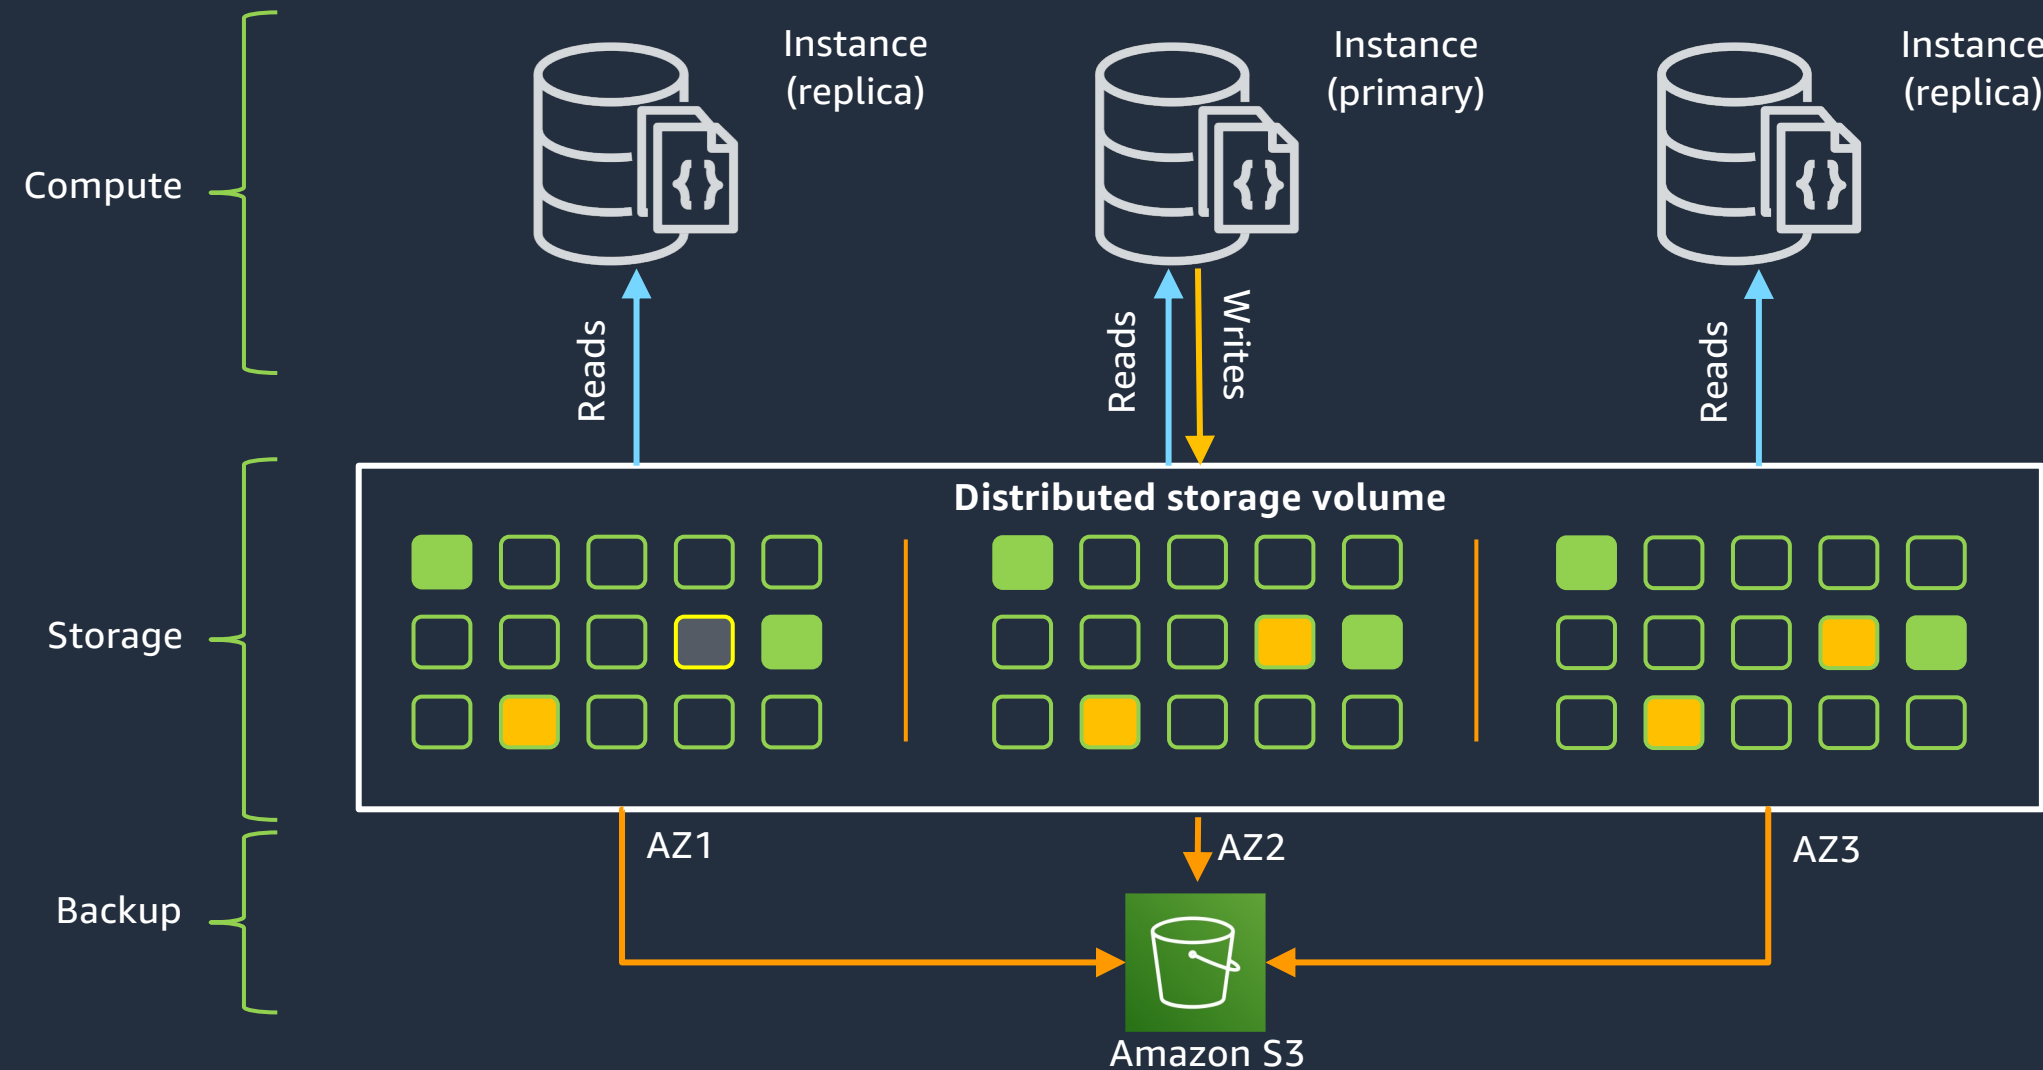 Compute
Instance
(replica)
Instance
(primary)
Instance
(replica)
Reads
Reads
Writes
Reads
Storage
Distributed storage volume
Backup
AZ1
AZ2
AZ3
Amazon S3